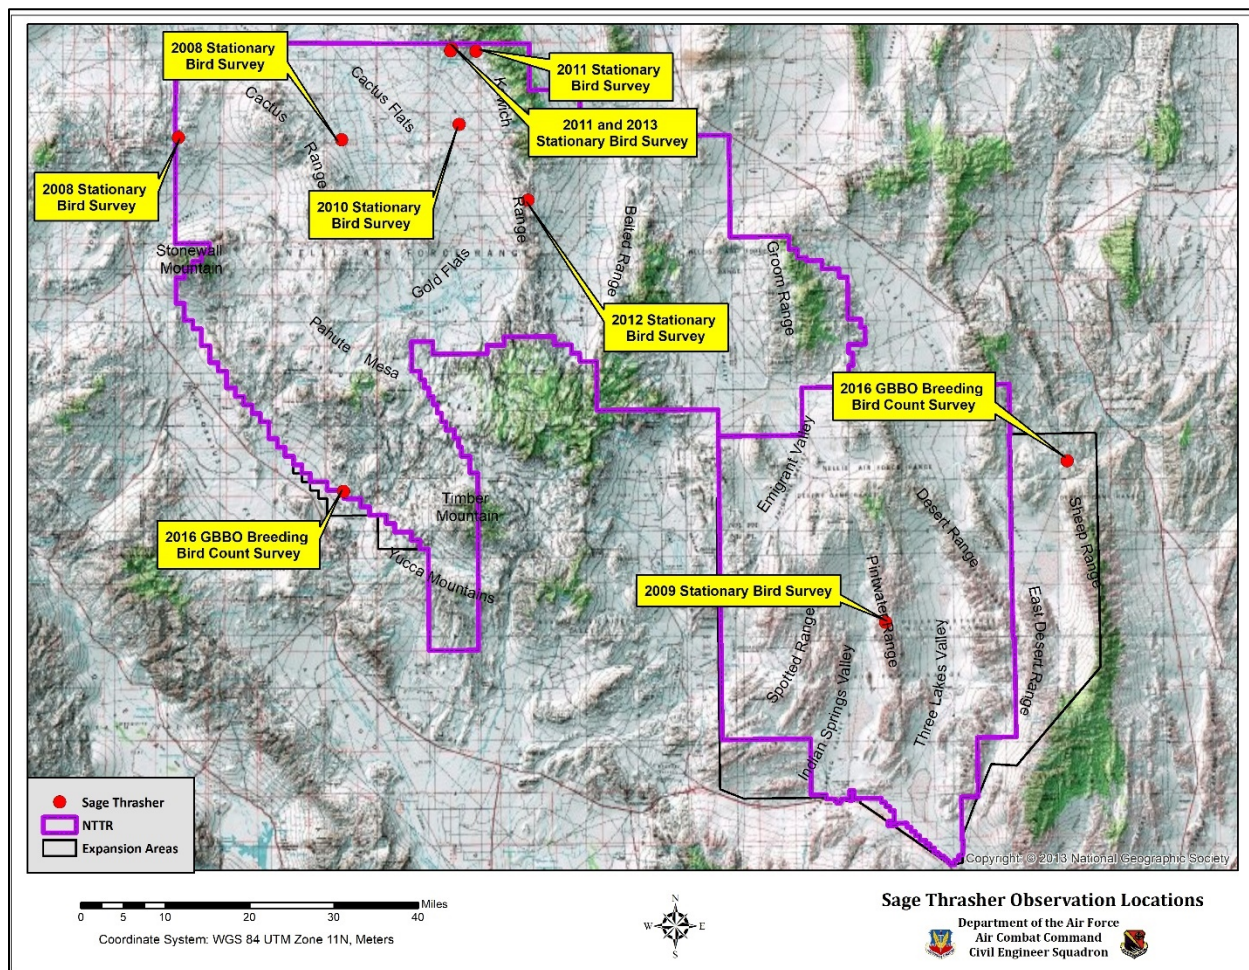 2008 Stationary
Bird Survey
2011 Stationary
Bird Survey
Cactus
Range
Cactus Flats
Kawich
Range
2011 and 2013
Stationary Bird Survey
2008 Stationary
Bird Survey
2010 Stationary
Bird Survey
Belted Range
Stonewall
Mountain
NELLIS AIR FORCE RANGE
Groom Range
Gold Flats
2012 Stationary
Bird Survey
Pahute Mesa
2016 GBBO Breeding
Bird Count Survey
Emigrant Valley
Timber
Mountain
Desert Range
Sheep Range
2016 GBBO Breeding
Bird Count Survey
Yucca Mountains
2009 Stationary Bird Survey
Pintwater Range
Spotted Range
East Desert Range
Three Lakes Valley
Indian Springs Valley
Sage Thrasher
NTTR
Expansion Areas
Copyright: © 2013 National Geographic Society
Miles
0 5 10 20 30 40
Coordinate System: WGS 84 UTM Zone 11N, Meters
N
W E
S
Sage Thrasher Observation Locations
Department of the Air Force
Air Combat Command
Civil Engineer Squadron